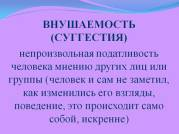 ВНУШАЕМОСТЬ
(СУГГЕСТИЯ)
непроизвольная податливость
человека мнению других лиц или
группы (человек и сам не заметил,
как изменились его взгляды,
поведение, это происходит само
собой, искренне)